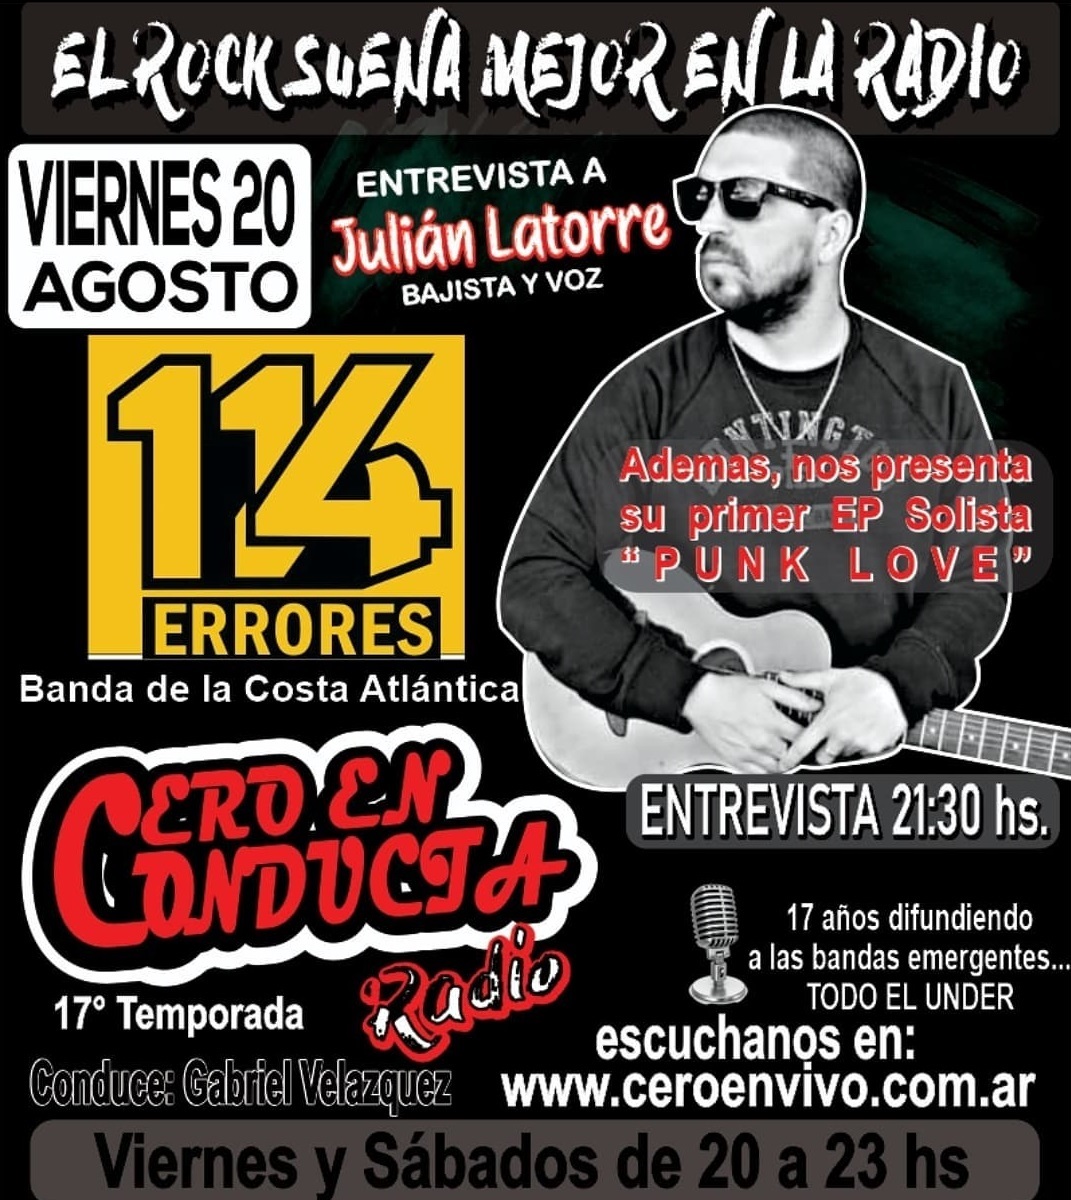 EL ROCK SUENA MEJOR EN LA RADIO
VIERNES 20
AGOSTO
ENTREVISTA A
Julián Latorre
BAJISTA Y VOZ
114
ERRORES
Banda de la Costa Atlántica
Ademas, nos presenta
su primer EP Solista
“PUNK LOVE”
ENTREVISTA 21:30 hs.
CERO EN
CONDUCTA
Radio
17° Temporada
Conduce: Gabriel Velazquez
17 años difundiendo
a las bandas emergentes...
TODO EL UNDER
escuchanos en:
www.ceroenvivo.com.ar
Viernes y Sábados de 20 a 23 hs